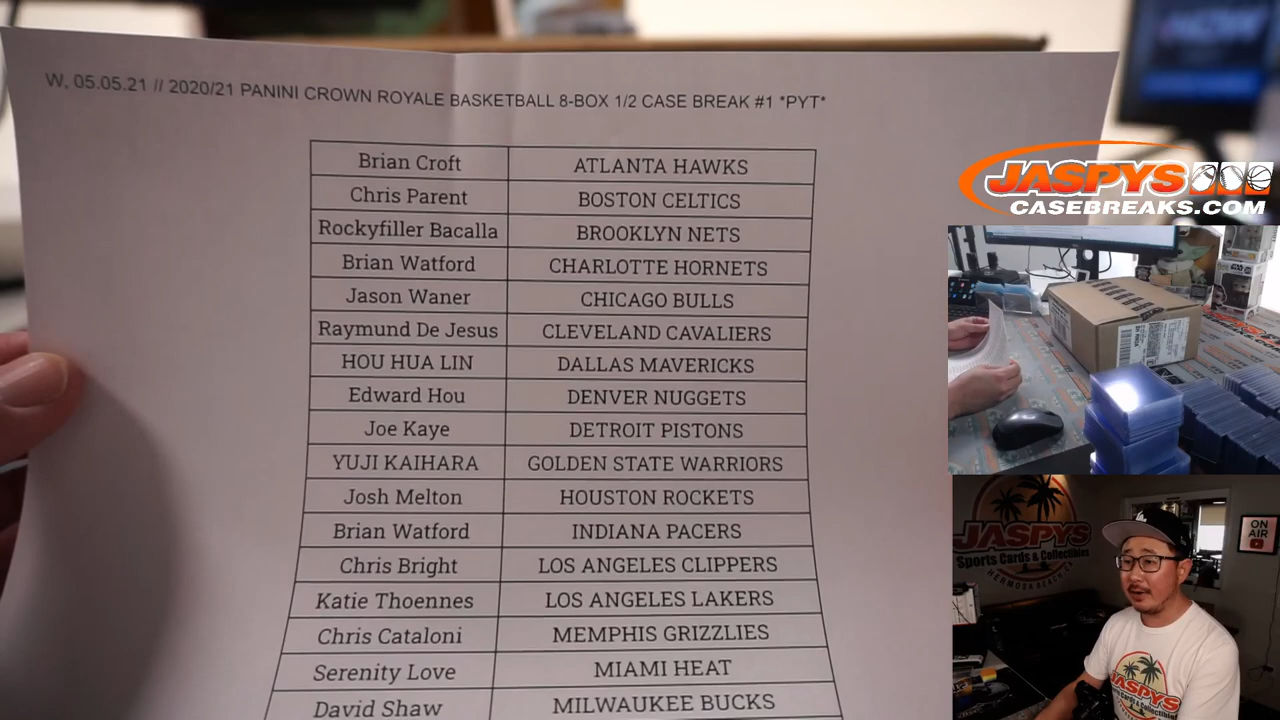 W, 05.05.21 // 2020/21 PANINI CROWN ROYALE BASKETBALL 8-BOX 1/2 CASE BREAK #1 *PYT*
Brian Croft ATLANTA HAWKS
Chris Parent BOSTON CELTICS
Rockyfiller Bacalla BROOKLYN NETS
Brian Watford CHARLOTTE HORNETS
Jason Waner CHICAGO BULLS
Raymund De Jesus CLEVELAND CAVALIERS
HOU HUA LIN DALLAS MAVERICKS
Edward Hou DENVER NUGGETS
Joe Kaye DETROIT PISTONS
YUJI KAIHARA GOLDEN STATE WARRIORS
Josh Melton HOUSTON ROCKETS
Brian Watford INDIANA PACERS
Chris Bright LOS ANGELES CLIPPERS
Katie Thoennes LOS ANGELES LAKERS
Chris Cataloni MEMPHIS GRIZZLIES
Serenity Love MIAMI HEAT
David Shaw MILWAUKEE BUCKS
JASPYS
CASEBREAKS.COM
JASPYS
Sports Cards & Collectibles
HERMOSA BEACH, CA
ON
AIR
LA
JASPYS